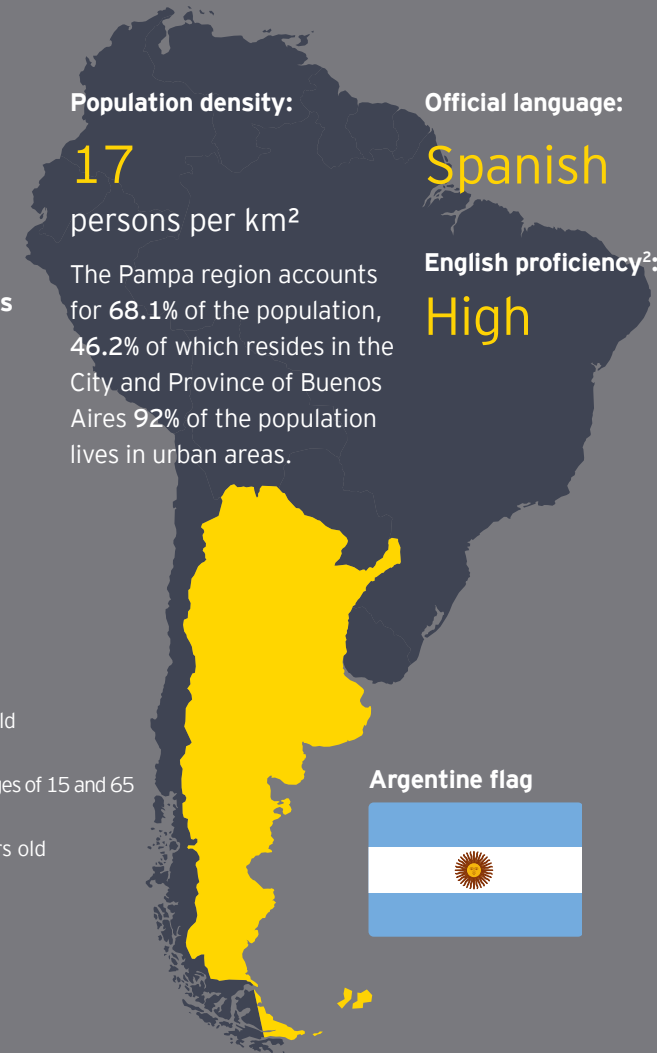 Population density:
17
persons per km²
The Pampa region accounts
for 68.1% of the population,
46.2% of which resides in the
City and Province of Buenos
Aires 92% of the population
lives in urban areas.
Official language:
Spanish
English proficiency²:
High
s
ld
es of 15 and 65
rs old
Argentine flag